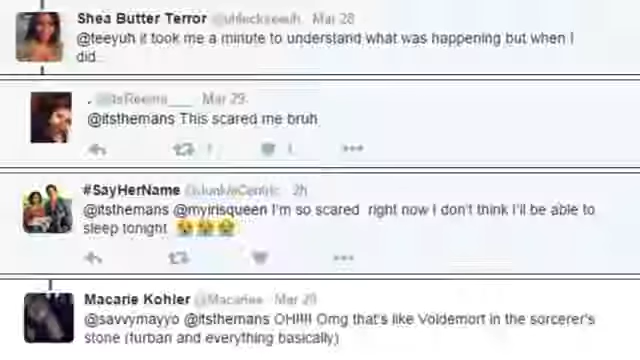 Shea Butter Terror Mar 28
@teeyuh it took me a minute to understand what was happening but when I
did..
. Mar 29
@itsthemans This scared me bruh
1 1
#SayHerName 2h
@itsthemans @myirisqueen I'm so scared right now I don't think I'll be able to
sleep tonight
Macarie Kohler Mar 29
@savvymayyo @itsthemans OH!!!! Omg that's like Voldemort in the sorcerer's
stone (turban and everything basically)